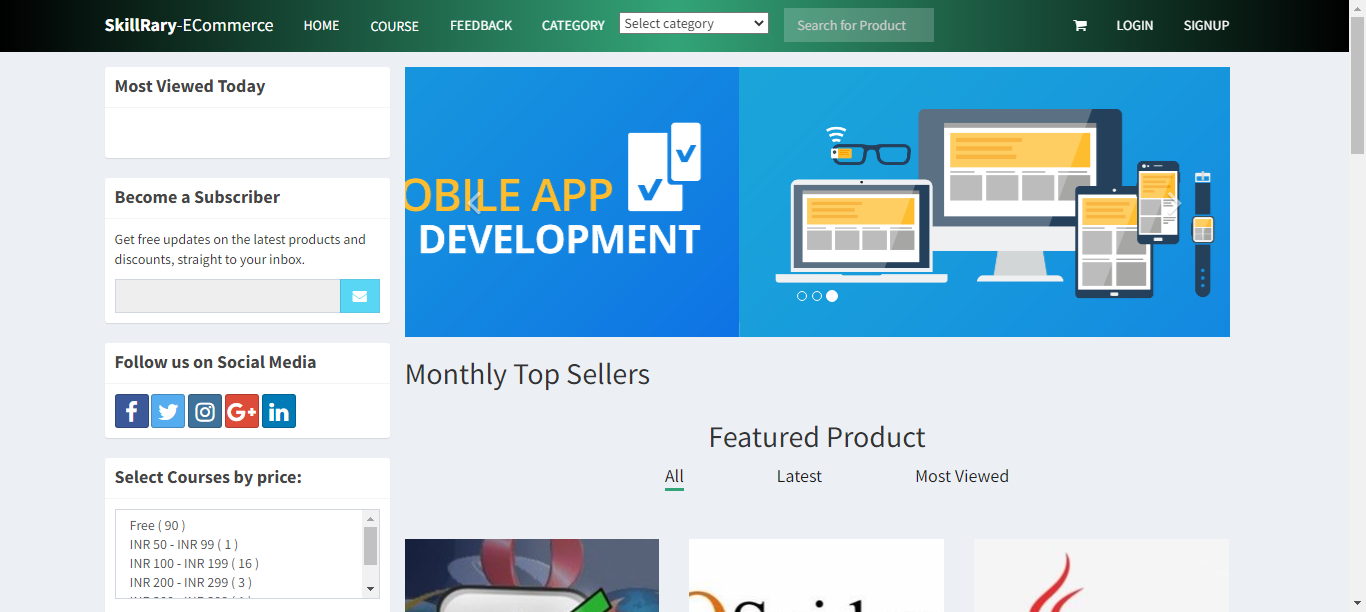 SkillRary-ECommerce HOME COURSE FEEDBACK CATEGORY Select category Search for Product LOGIN SIGNUP
Most Viewed Today
Become a Subscriber
Get free updates on the latest products and
discounts, straight to your inbox.
Follow us on Social Media
Select Courses by price:
Free ( 90 )
INR 50 - INR 99 ( 1 )
INR 100 - INR 199 ( 16 )
INR 200 - INR 299 ( 3 )
OBILE APP
DEVELOPMENT
Monthly Top Sellers
Featured Product
All Latest Most Viewed